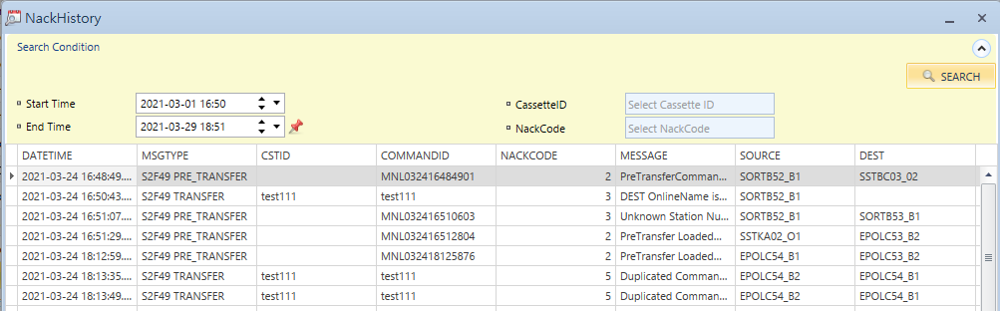 NackHistory
Search Condition
SEARCH
Start Time 2021-03-01 16:50 CassetteID Select Cassette ID
End Time 2021-03-29 18:51 NackCode Select NackCode
DATETIME MSGTYPE CSTID COMMANDID NACKCODE MESSAGE SOURCE DEST
2021-03-24 16:48:49.... S2F49 PRE_TRANSFER MNL032416484901 2 PreTransferComman... SORTB52_B1 SSTBC03_02
2021-03-24 16:50:43.... S2F49 TRANSFER test111 test111 3 DEST OnlineName is... SORTB52_B1
2021-03-24 16:51:07.... S2F49 PRE_TRANSFER MNL032416510603 3 Unknown Station Nu... SORTB52_B1 SORTB53_B1
2021-03-24 16:51:29.... S2F49 PRE_TRANSFER MNL032416512804 2 PreTransfer Loaded... SSTKA02_O1 EPOLC53_B2
2021-03-24 18:12:59.... S2F49 PRE_TRANSFER MNL032418125876 2 PreTransfer Loaded... EPOLC54_B1 EPOLC53_B2
2021-03-24 18:13:35.... S2F49 TRANSFER test111 test111 5 Duplicated Comman... EPOLC54_B2 EPOLC54_B1
2021-03-24 18:13:49.... S2F49 TRANSFER test111 test111 5 Duplicated Comman... EPOLC54_B2 EPOLC54_B1